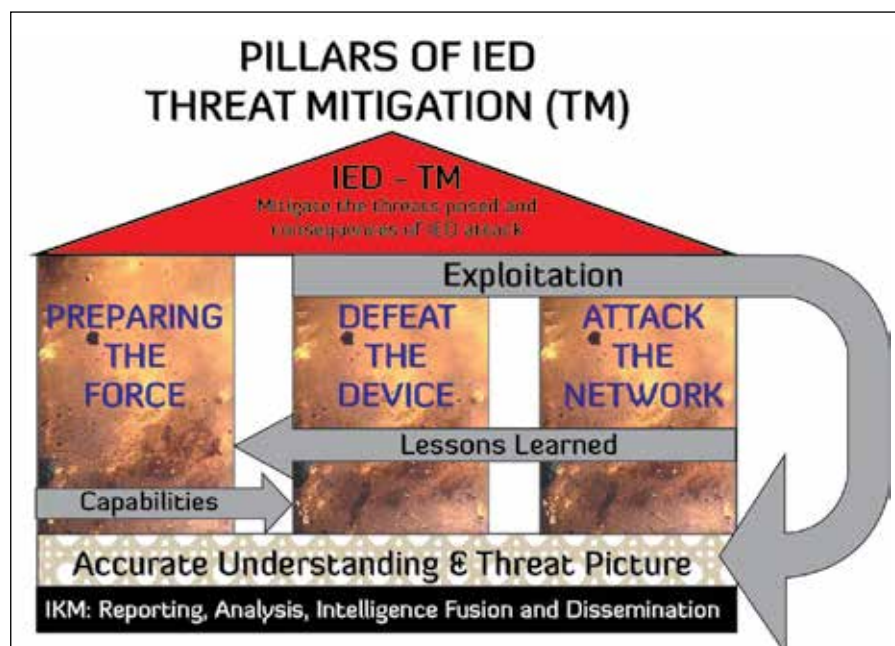 PILLARS OF IED
THREAT MITIGATION (TM)
IED - TM
Mitigate the threats posed and
consequences of IED attack
Exploitation
PREPARING
THE
FORCE
DEFEAT
THE
DEVICE
ATTACK
THE
NETWORK
Lessons Learned
Capabilities
Accurate Understanding & Threat Picture
IKM: Reporting, Analysis, Intelligence Fusion and Dissemination